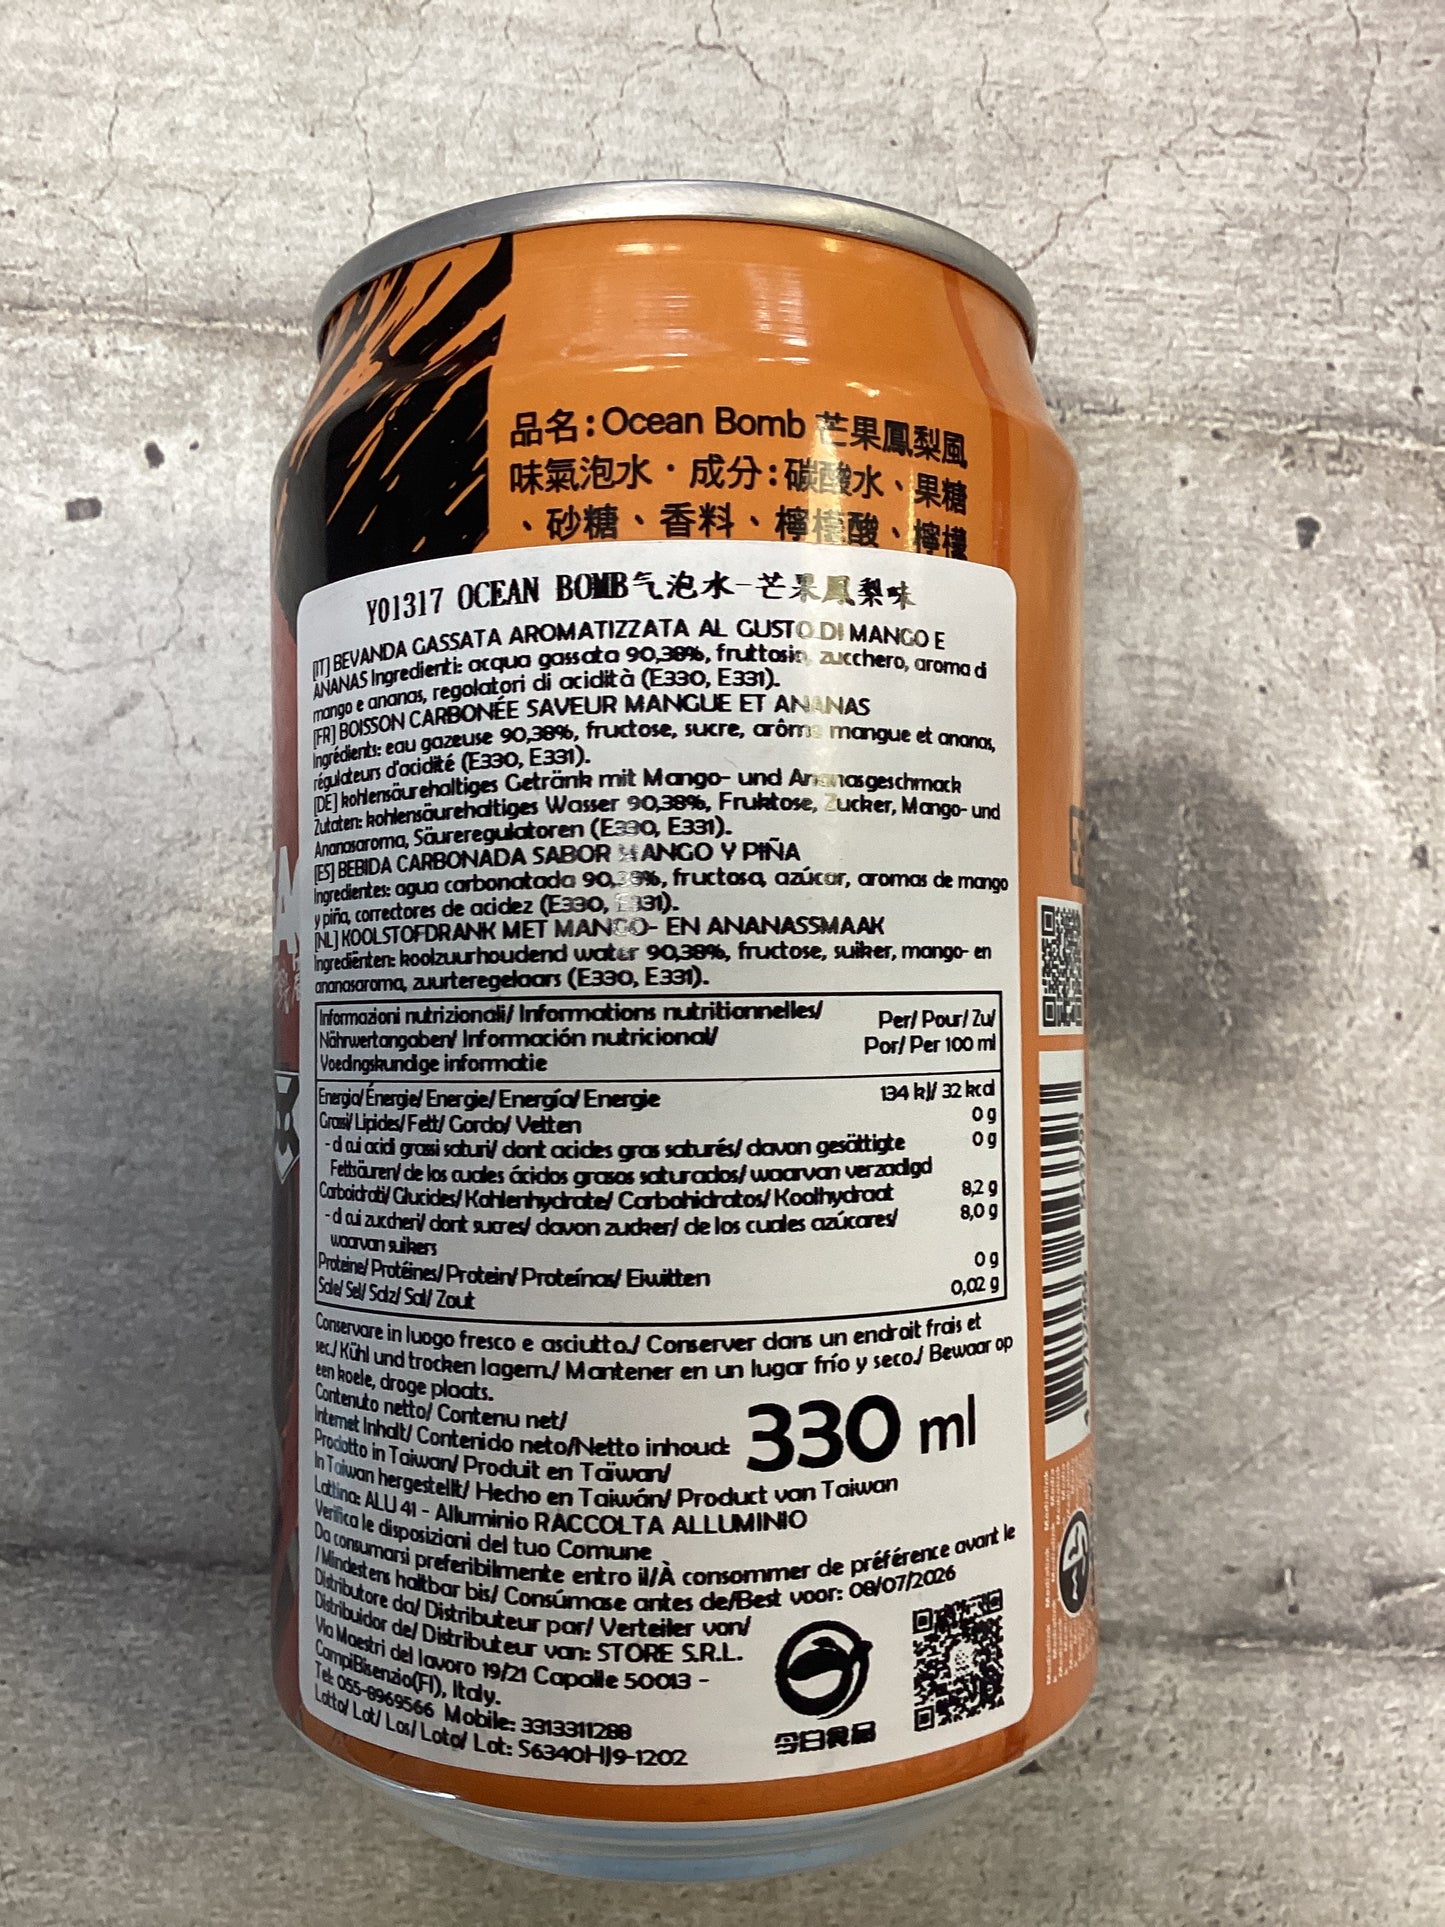 品名:Ocean Bomb 芒果鳳梨風
味氣泡水・成分:碳酸水、果糖
、砂糖、香料、檸檬酸、檸檬
Y01317 OCEAN BOMB气泡水-芒果凤梨味
[IT] BEVANDA GASSATA AROMATIZZATA AL GUSTO DI MANGO E
ANANAS Ingredienti: acqua gassata 90,38%, fruttosio, zucchero, aroma di
mango e ananas, regolatori di acidità (E330, E331).
[FR] BOISSON CARBONÉE SAVEUR MANGUE ET ANANAS
Ingrédients: eau gazeuse 90,38%, fructose, sucre, arôme mangue et ananas,
régulateurs d'acidité (E330, E331).
[DE] kohlensäurehaltiges Getränk mit Mango- und Ananasgeschmack
Zutaten: kohlensäurehaltiges Wasser 90,38%, Fruktose, Zucker, Mango- und
Ananasaroma, Säureregulatoren (E330, E331).
[ES] BEBIDA CARBONADA SABOR MANGO Y PIÑA
Ingredientes: agua carbonatada 90,38%, fructosa, azúcar, aromas de mango
y piña, correctores de acidez (E330, E331).
[NL] KOOLSTOFDRANK MET MANGO- EN ANANASSMAAK
Ingrediënten: koolzuurhoudend water 90,38%, fructose, suiker, mango- en
ananasaroma, zuurteregelaars (E330, E331).
Informazioni nutrizionali/ Informations nutritionnelles/
Nährwertangaben/ Información nutricional/
Voedingskundige informatie
Per/ Pour/ Zu/
Por/ Per 100 ml
Energia/ Énergie/ Energie/ Energía/ Energie 134 kJ/ 32 kcal
Grassi/ Lipides/ Fett/ Gordo/ Vetten 0 g
- di cui acidi grassi saturi/ dont acides gras saturés/ davon gesättigte 0 g
Fettsäuren/ de los cuales ácidos grasos saturados/ waarvan verzadigd
Carboidrati/ Glucides/ Kohlenhydrate/ Carbohidratos/ Koolhydraat 8,2 g
- di cui zuccheri/ dont sucres/ davon zucker/ de los cuales azúcares/ 8,0 g
waarvan suikers
Proteine/ Protéines/ Protein/ Proteínas/ Eiwitten 0 g
Sale/ Sel/ Salz/ Sal/ Zout 0,02 g
Conservare in luogo fresco e asciutto./ Conserver dans un endroit frais et
sec./ Kühl und trocken lagern./ Mantener en un lugar frío y seco./ Bewaar op
een koele, droge plaats.
Contenuto netto/ Contenu net/
Internet Inhalt/ Contenido neto/Netto inhoud: 330 ml
Prodotto in Taiwan/ Produit en Taïwan/
In Taiwan hergestellt/ Hecho en Taiwán/ Product van Taiwan
Lattina: ALU 41 - Alluminio RACCOLTA ALLUMINIO
Verifica le disposizioni del tuo Comune
Da consumarsi preferibilmente entro il/À consommer de préférence avant le
/Mindestens haltbar bis/ Consúmase antes de/Best voor: 08/07/2026
Distributore da/ Distributeur par/ Verteiler von/
Distribuidor de/ Distributeur van: STORE S.R.L.
Via Maestri del lavoro 19/21 Capalle 50013 -
CampiBisenzio(FI), Italy.
Tel: 055-8969566 Mobile: 3313311288
Lotto/ Lot/ Los/ Lote/ Lot: S6340HJ9-1202
今日食品